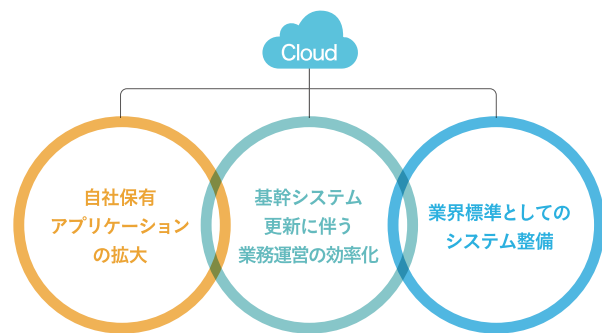 Cloud
自社保有
アプリケーション
の拡大
基幹システム
更新に伴う
業務運営の効率化
業界標準としての
システム整備